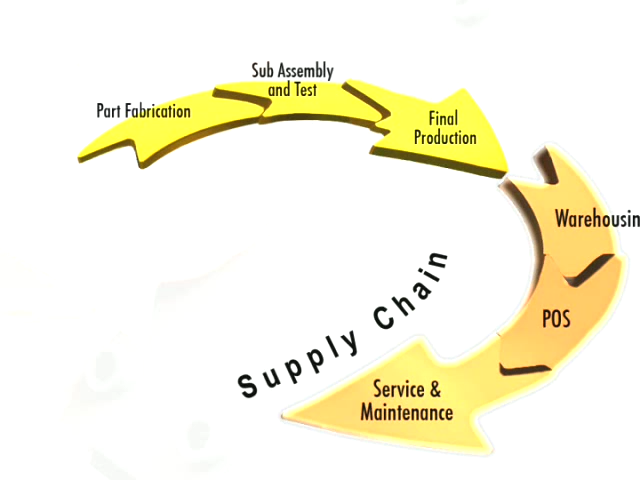 Sub Assembly
and Test
Part Fabrication
Final
Production
Warehousin
POS
Supply Chain
Service &
Maintenance